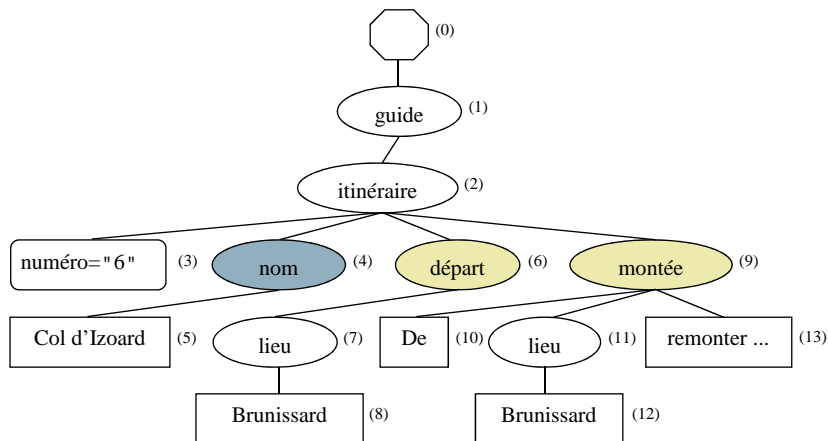 (0)
guide (1)
itinéraire (2)
numéro="6" (3) nom (4) départ (6) montée (9)
Col d'Izoard (5) lieu (7) De (10) lieu (11) remonter ... (13)
Brunissard (8) Brunissard (12)